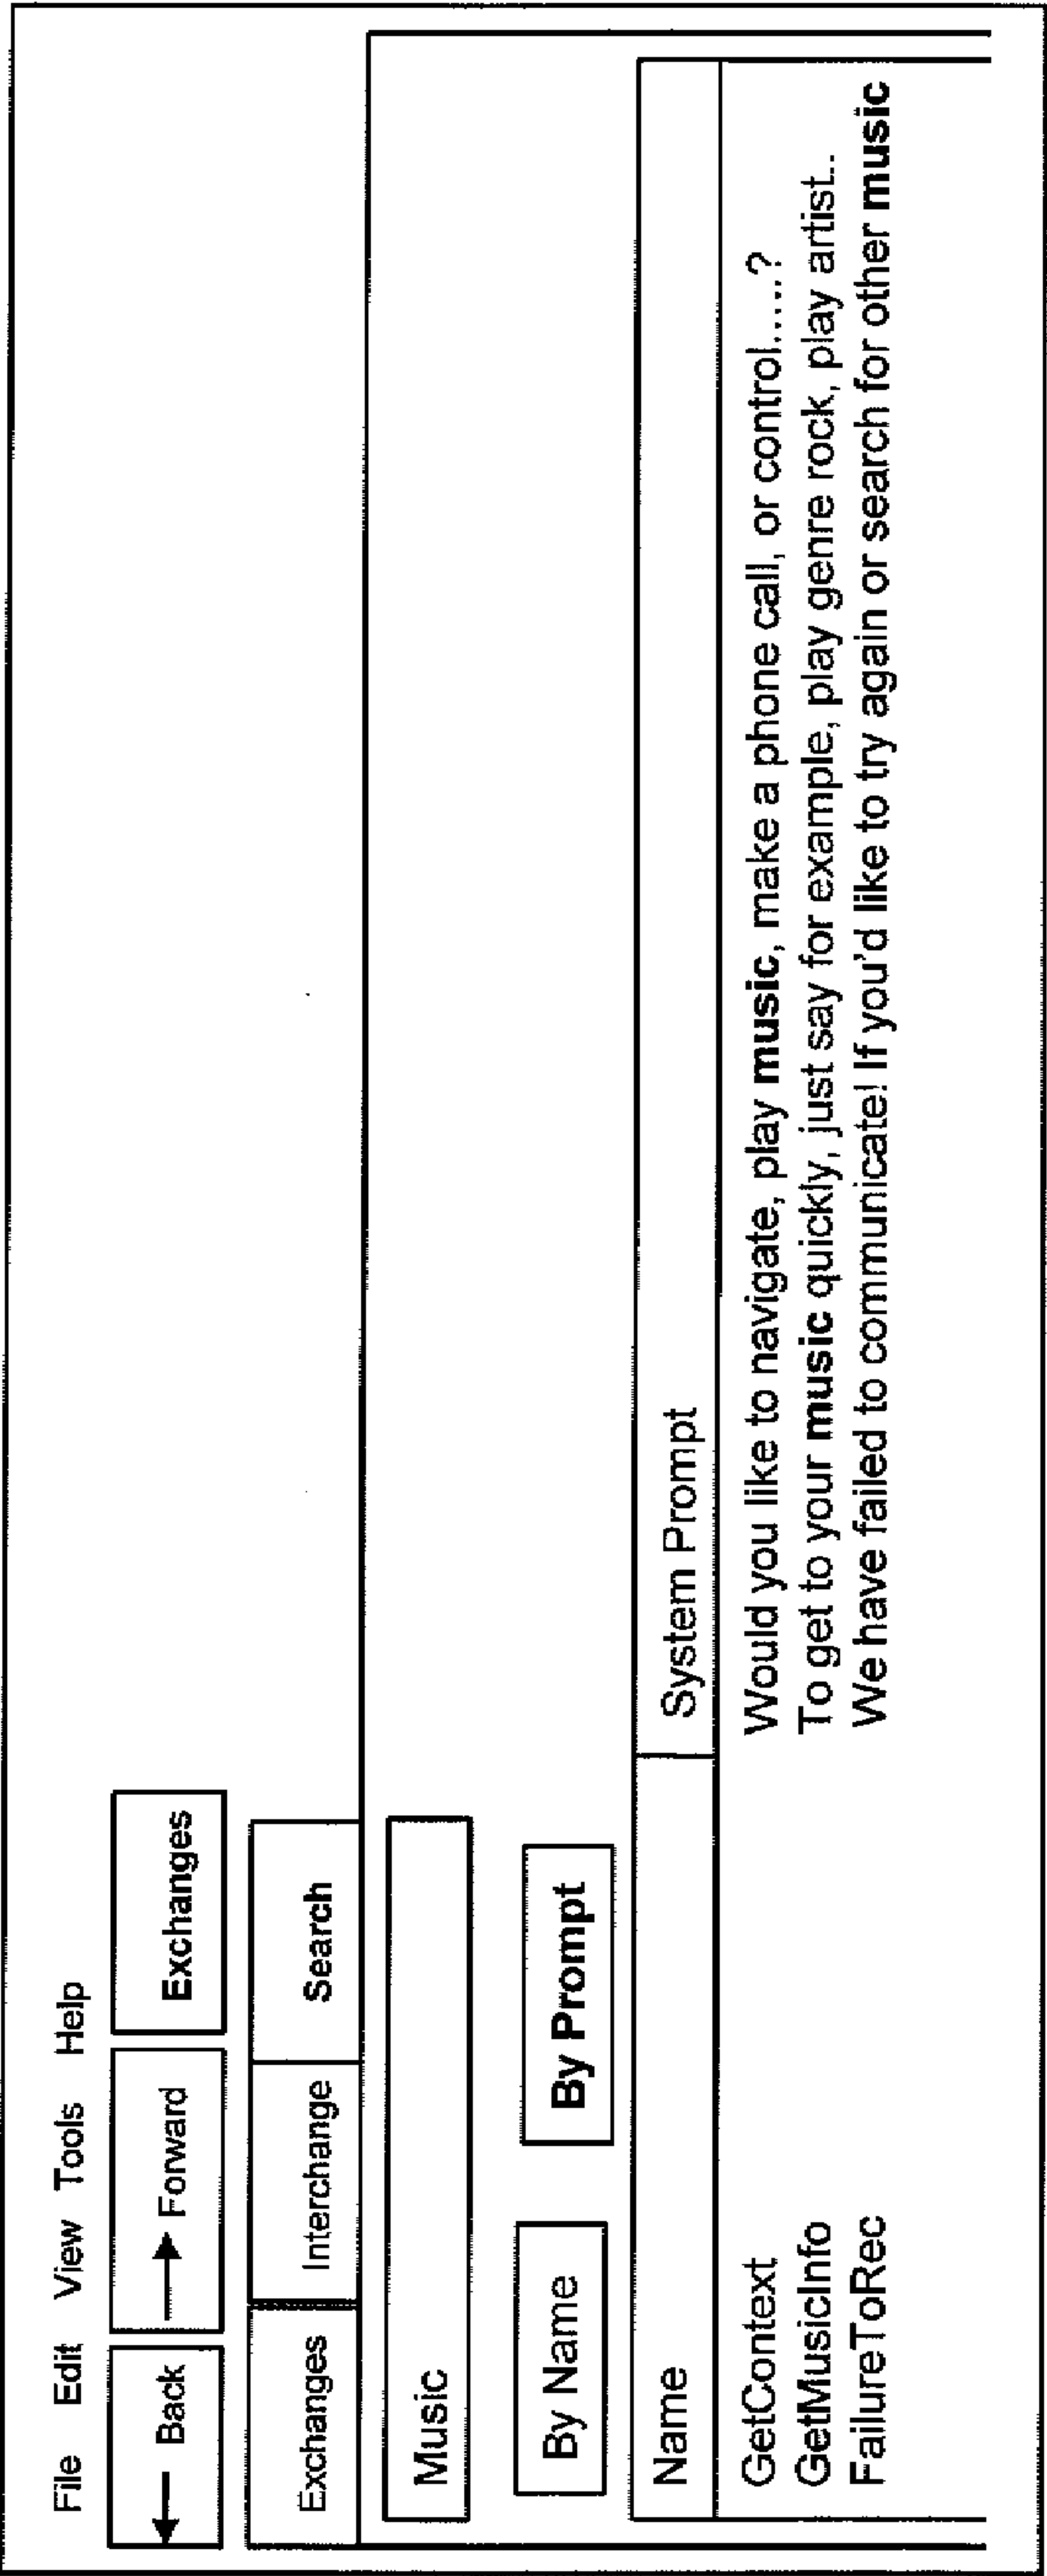 File Edit View Tools Help
Back Forward Exchanges
Exchanges Interchange Search
Music
By Name By Prompt
Name System Prompt
GetContext Would you like to navigate, play music, make a phone call, or control.....?
GetMusicInfo To get to your music quickly, just say for example, play genre rock, play artist..
FailureToRec We have failed to communicate! If you'd like to try again or search for other music